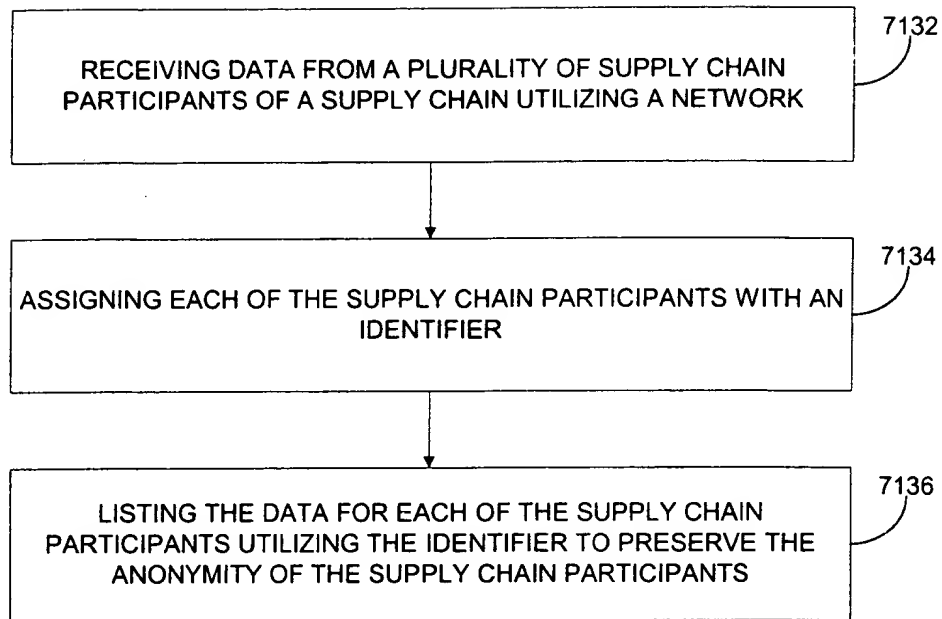 7132
RECEIVING DATA FROM A PLURALITY OF SUPPLY CHAIN
PARTICIPANTS OF A SUPPLY CHAIN UTILIZING A NETWORK
7134
ASSIGNING EACH OF THE SUPPLY CHAIN PARTICIPANTS WITH AN
IDENTIFIER
7136
LISTING THE DATA FOR EACH OF THE SUPPLY CHAIN
PARTICIPANTS UTILIZING THE IDENTIFIER TO PRESERVE THE
ANONYMITY OF THE SUPPLY CHAIN PARTICIPANTS